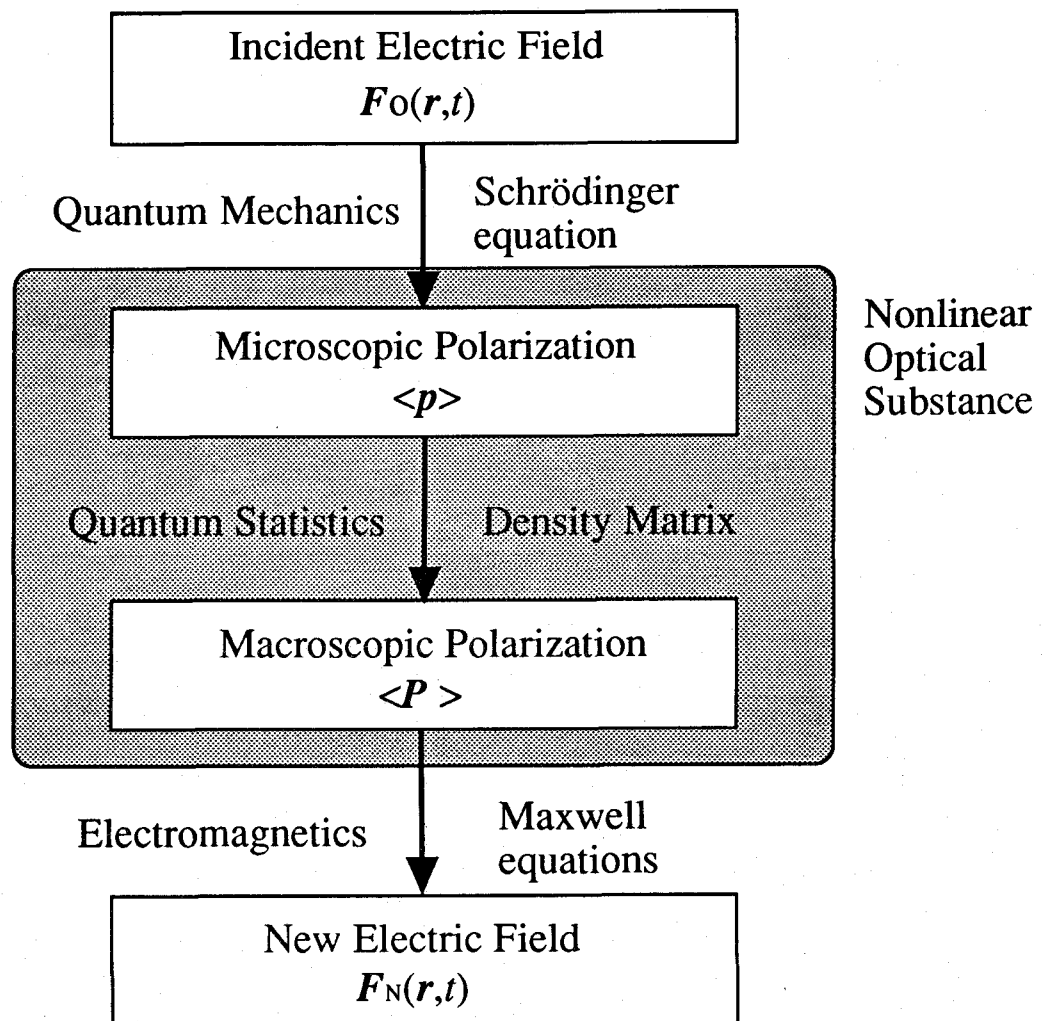 Incident Electric Field
Fo(r,t)
Quantum Mechanics
Schrödinger
equation
Microscopic Polarization
<p>
Nonlinear
Optical
Substance
Quantum Statistics
Density Matrix
Macroscopic Polarization
<P >
Electromagnetics
Maxwell
equations
New Electric Field
FN(r,t)